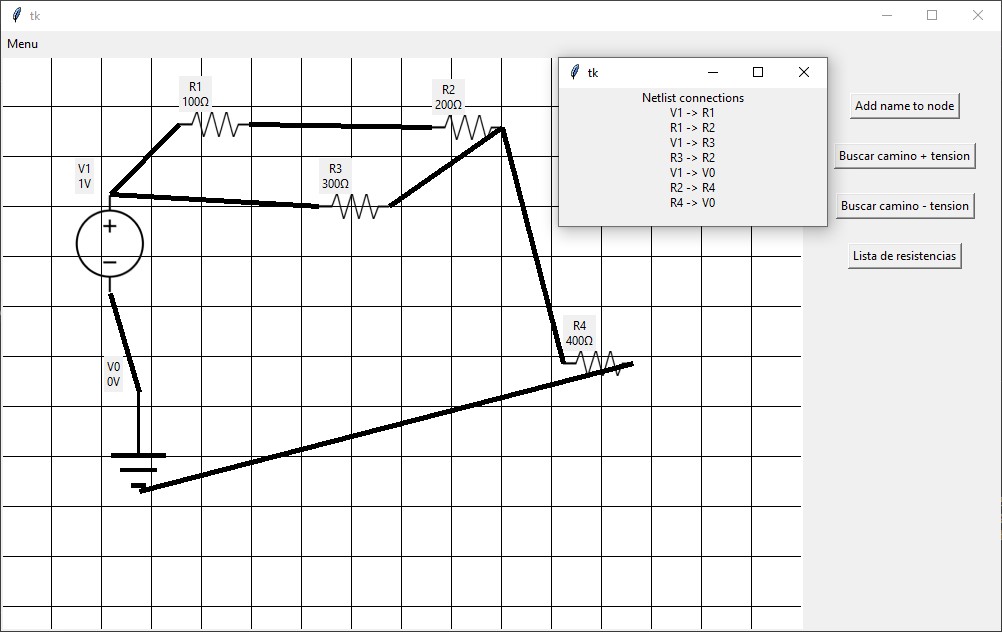 tk
Menu
R1
100Ω
R2
200Ω
R3
300Ω
V1
1V
+
−
V0
0V
R4
400Ω
tk
Netlist connections
V1 -> R1
R1 -> R2
V1 -> R3
R3 -> R2
V1 -> V0
R2 -> R4
R4 -> V0
Add name to node
Buscar camino + tension
Buscar camino - tension
Lista de resistencias